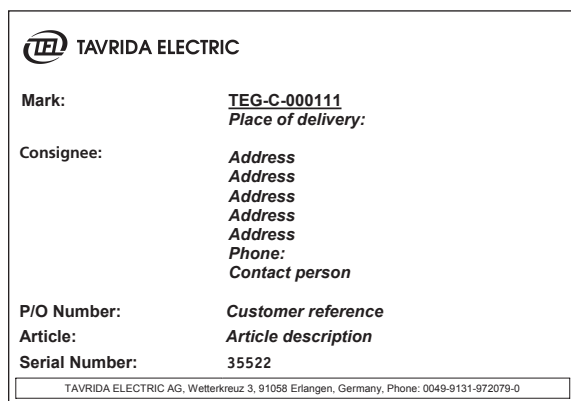 TEL TAVRIDA ELECTRIC
Mark: TEG-C-000111
Place of delivery:
Consignee: Address
Address
Address
Address
Address
Phone:
Contact person
P/O Number: Customer reference
Article: Article description
Serial Number: 35522
TAVRIDA ELECTRIC AG, Wetterkreuz 3, 91058 Erlangen, Germany, Phone: 0049-9131-972079-0